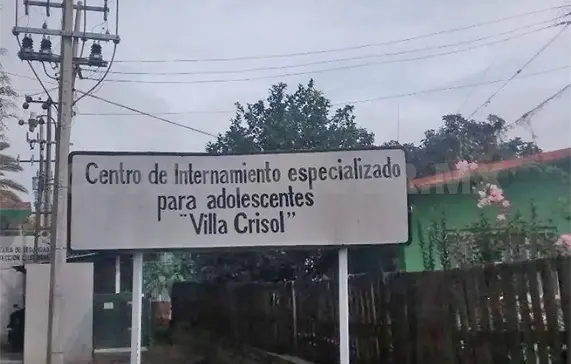 Centro de Internamiento especializado
para adolescentes
"Villa Crisol"